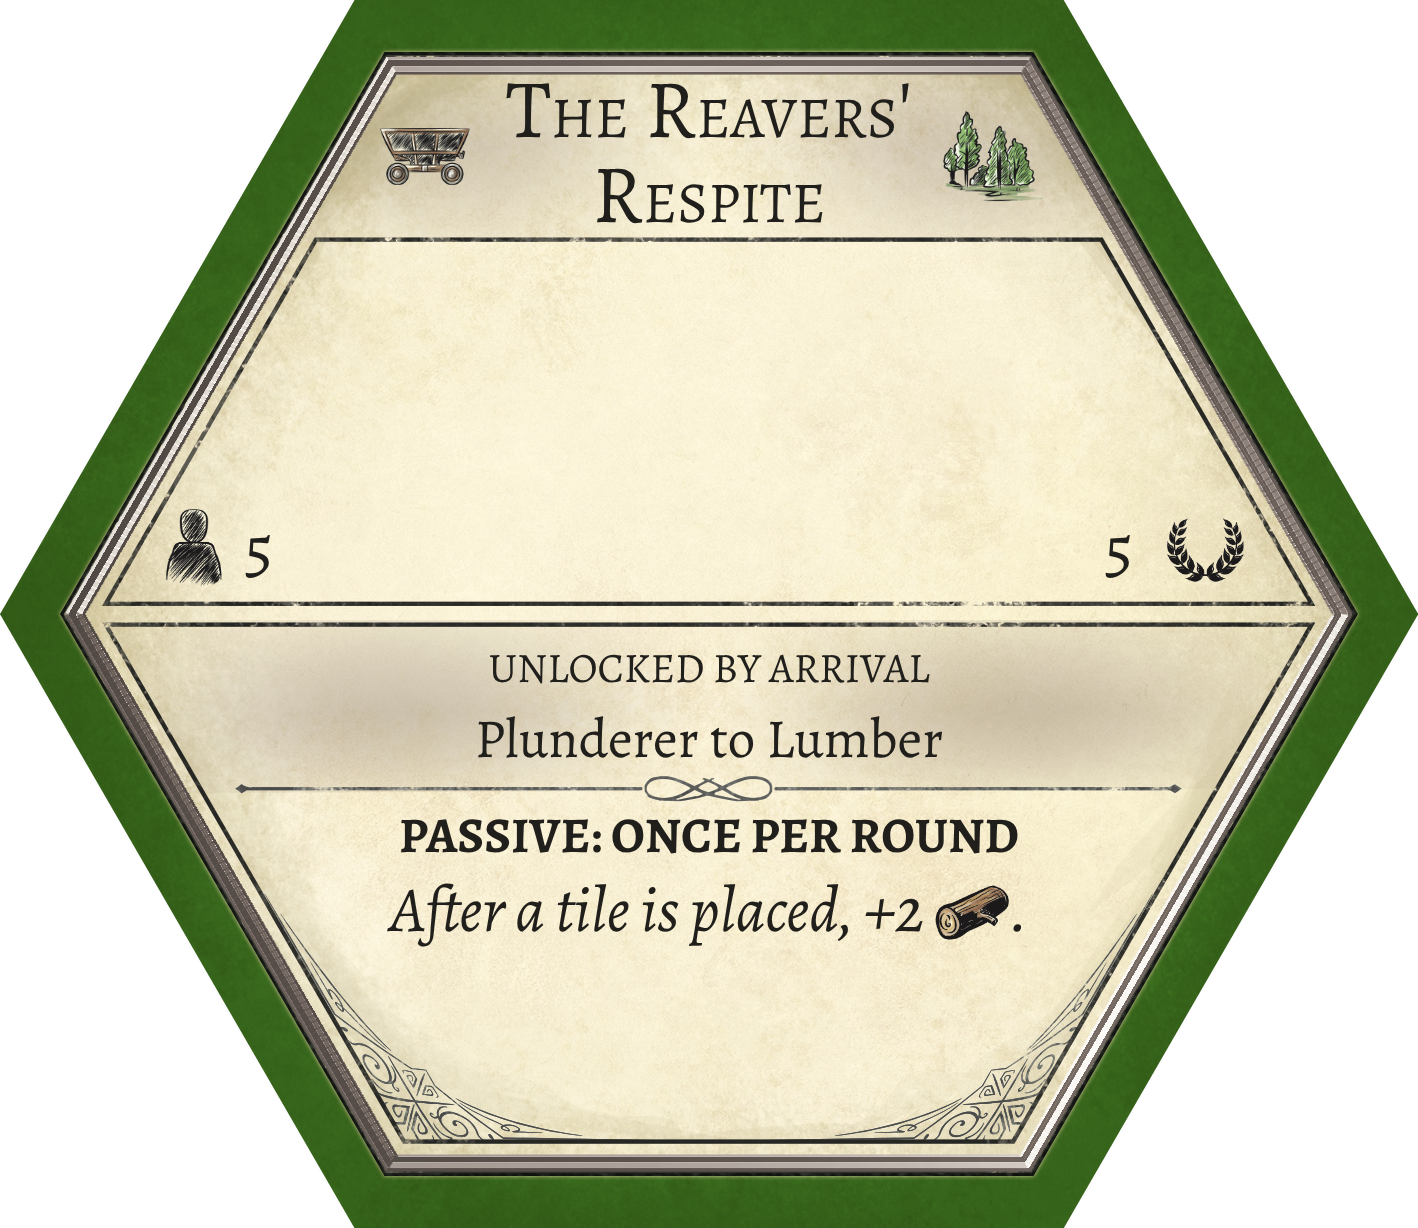 The Reavers'
Respite
5
5
UNLOCKED BY ARRIVAL
Plunderer to Lumber
PASSIVE: ONCE PER ROUND
After a tile is placed, +2 .